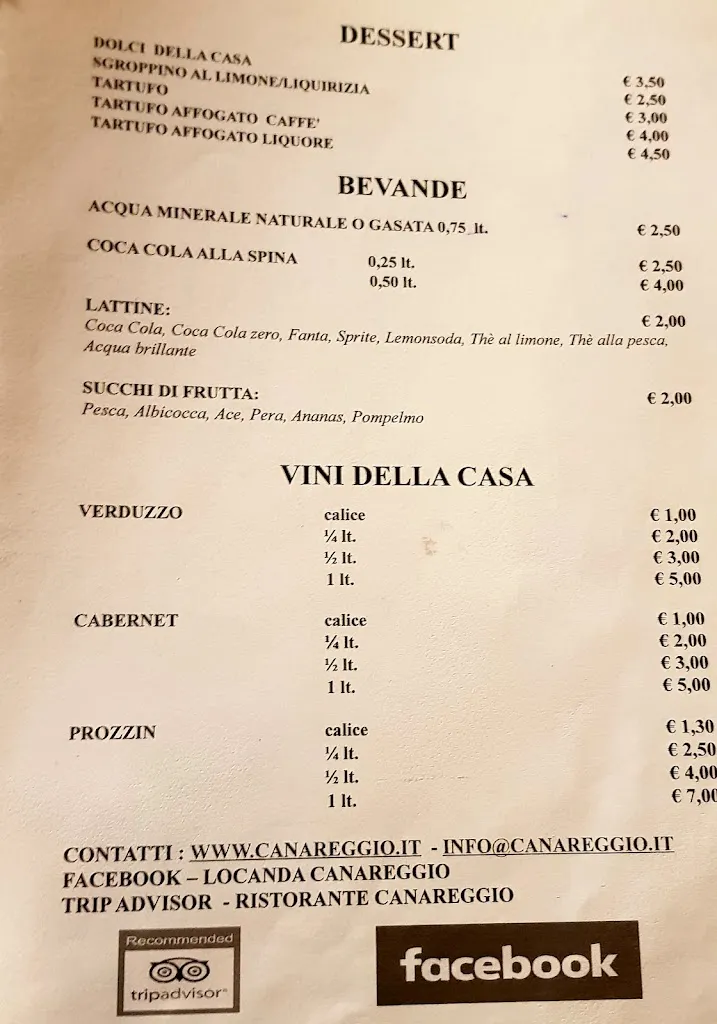 DESSERT
DOLCI DELLA CASA € 3,50
SGROPPINO AL LIMONE/LIQUIRIZIA € 2,50
TARTUFO € 3,00
TARTUFO AFFOGATO CAFFE' € 4,00
TARTUFO AFFOGATO LIQUORE € 4,50
BEVANDE
ACQUA MINERALE NATURALE O GASATA 0,75 lt. € 2,50
COCA COLA ALLA SPINA 0,25 lt. € 2,50
0,50 lt. € 4,00
LATTINE: € 2,00
Coca Cola, Coca Cola zero, Fanta, Sprite, Lemonsoda, Thè al limone, Thè alla pesca,
Acqua brillante
SUCCHI DI FRUTTA: € 2,00
Pesca, Albicocca, Ace, Pera, Ananas, Pompelmo
VINI DELLA CASA
VERDUZZO calice € 1,00
¼ lt. € 2,00
½ lt. € 3,00
1 lt. € 5,00
CABERNET calice € 1,00
¼ lt. € 2,00
½ lt. € 3,00
1 lt. € 5,00
PROZZIN calice € 1,30
¼ lt. € 2,50
½ lt. € 4,00
1 lt. € 7,00
CONTATTI : WWW.CANAREGGIO.IT - INFO@CANAREGGIO.IT
FACEBOOK – LOCANDA CANAREGGIO
TRIP ADVISOR - RISTORANTE CANAREGGIO
Recommended
tripadvisor®
facebook